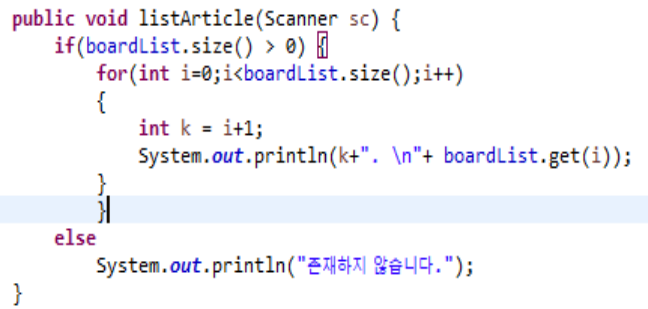 public void listArticle(Scanner sc) {
if(boardList.size() > 0) {
for(int i=0;i<boardList.size();i++)
{
int k = i+1;
System.out.println(k+". \n"+ boardList.get(i));
}
}
else
System.out.println("존재하지 않습니다.");
}